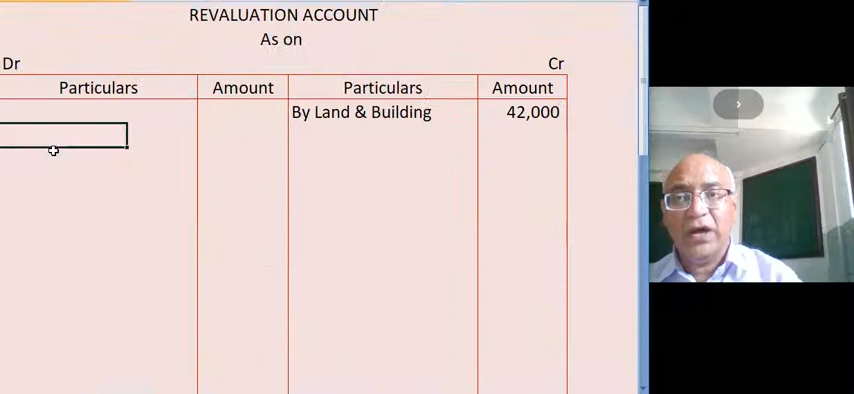 REVALUATION ACCOUNT
As on
Dr Cr
Particulars Amount Particulars Amount
By Land & Building 42,000